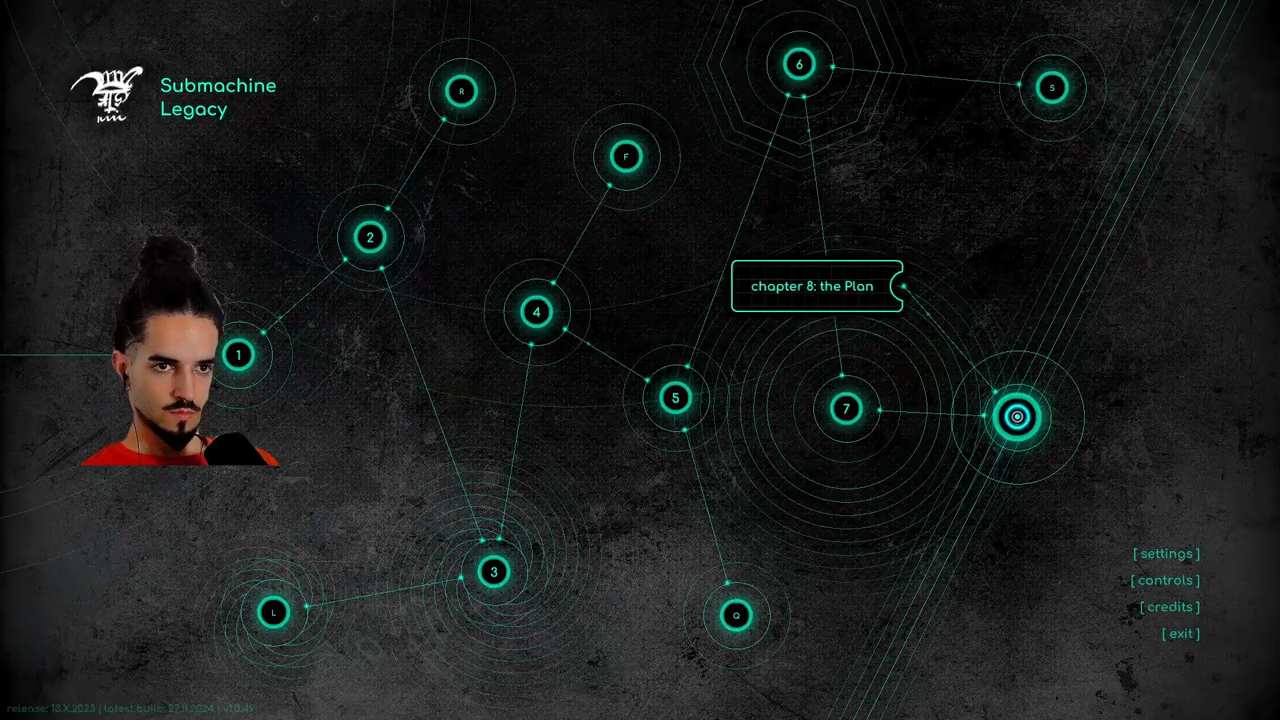 Submachine
Legacy
R
6
S
F
2
chapter 8: the Plan
4
1
5
7
3
L
Q
[ settings ]
[ controls ]
[ credits ]
[ exit ]
release: 13.X.2023 | latest build: 27.11.2024 | v1.0.49